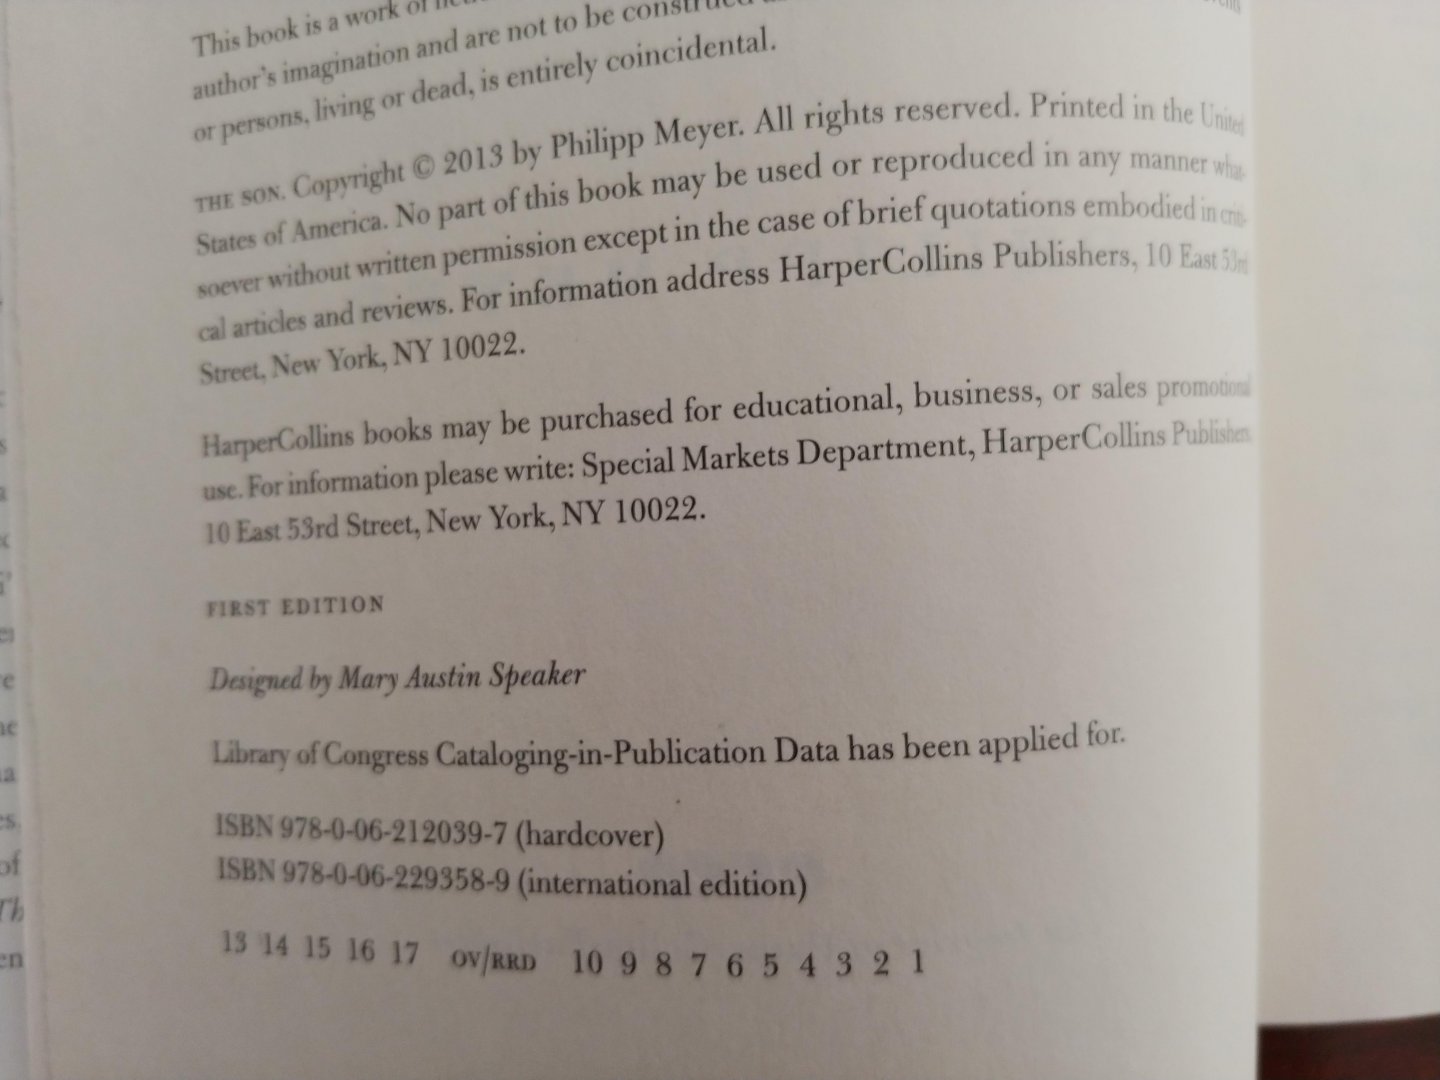 This book is a work of
author's imagination and are not to be construed
or persons, living or dead, is entirely coincidental.
THE SON. Copyright © 2013 by Philipp Meyer. All rights reserved. Printed in the United
States of America. No part of this book may be used or reproduced in any manner what-
soever without written permission except in the case of brief quotations embodied in criti-
cal articles and reviews. For information address HarperCollins Publishers, 10 East 53rd
Street, New York, NY 10022.
HarperCollins books may be purchased for educational, business, or sales promotional
use. For information please write: Special Markets Department, HarperCollins Publishers,
10 East 53rd Street, New York, NY 10022.
FIRST EDITION
Designed by Mary Austin Speaker
Library of Congress Cataloging-in-Publication Data has been applied for.
ISBN 978-0-06-212039-7 (hardcover)
ISBN 978-0-06-229358-9 (international edition)
13 14 15 16 17 OV/RRD 10 9 8 7 6 5 4 3 2 1